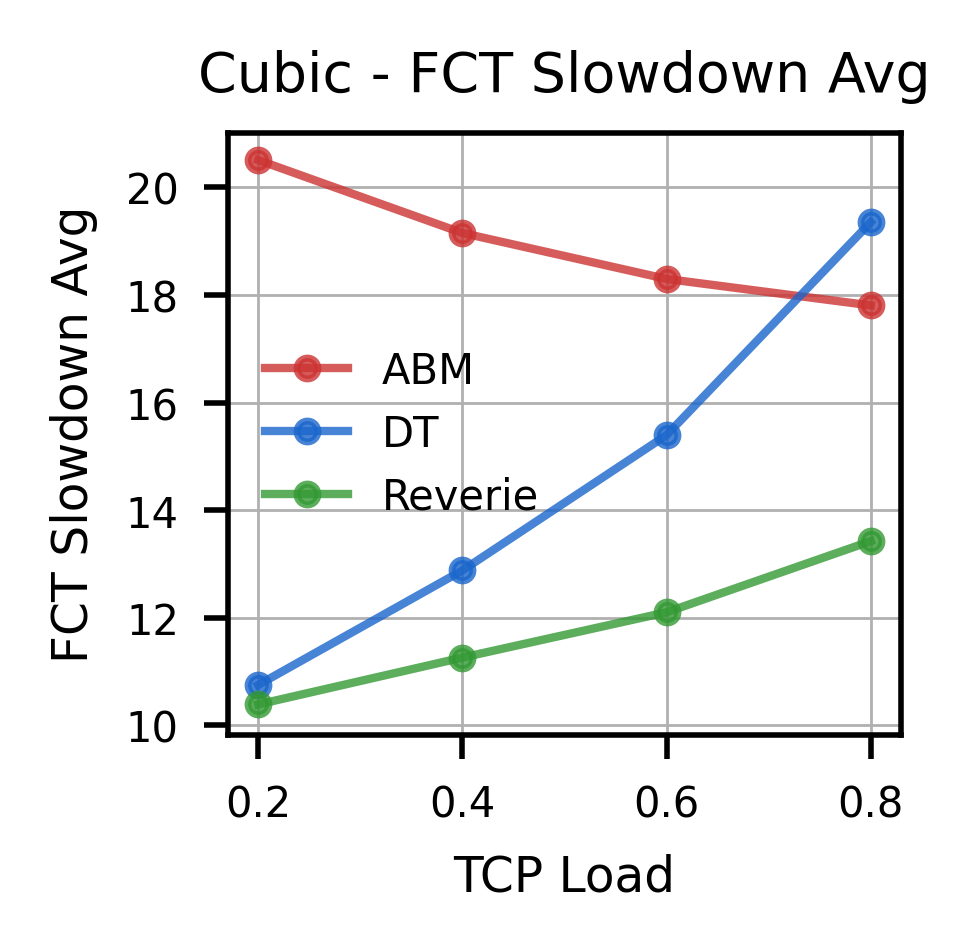 Cubic - FCT Slowdown Avg
FCT Slowdown Avg
20
18
16
14
12
10
ABM
DT
Reverie
0.2 0.4 0.6 0.8
TCP Load